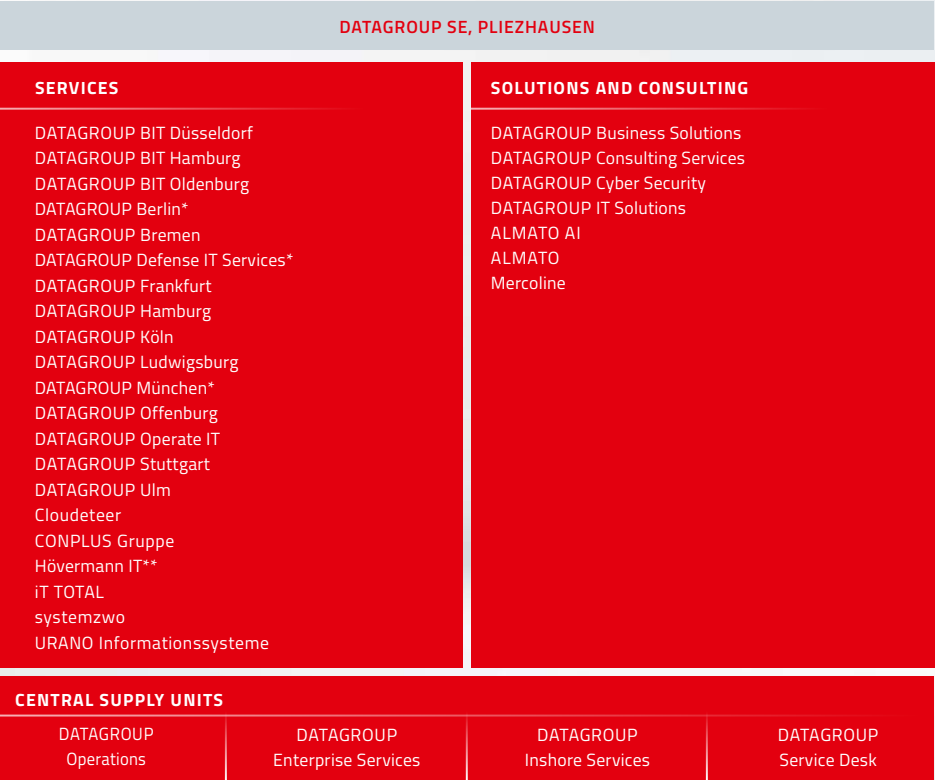 DATAGROUP SE, PLIEZHAUSEN
SERVICES
DATAGROUP BIT Düsseldorf
DATAGROUP BIT Hamburg
DATAGROUP BIT Oldenburg
DATAGROUP Berlin*
DATAGROUP Bremen
DATAGROUP Defense IT Services*
DATAGROUP Frankfurt
DATAGROUP Hamburg
DATAGROUP Köln
DATAGROUP Ludwigsburg
DATAGROUP München*
DATAGROUP Offenburg
DATAGROUP Operate IT
DATAGROUP Stuttgart
DATAGROUP Ulm
Cloudeteer
CONPLUS Gruppe
Hövermann IT**
iT TOTAL
systemzwo
URANO Informationssysteme
SOLUTIONS AND CONSULTING
DATAGROUP Business Solutions
DATAGROUP Consulting Services
DATAGROUP Cyber Security
DATAGROUP IT Solutions
ALMATO AI
ALMATO
Mercoline
CENTRAL SUPPLY UNITS
DATAGROUP
Operations
DATAGROUP
Enterprise Services
DATAGROUP
Inshore Services
DATAGROUP
Service Desk